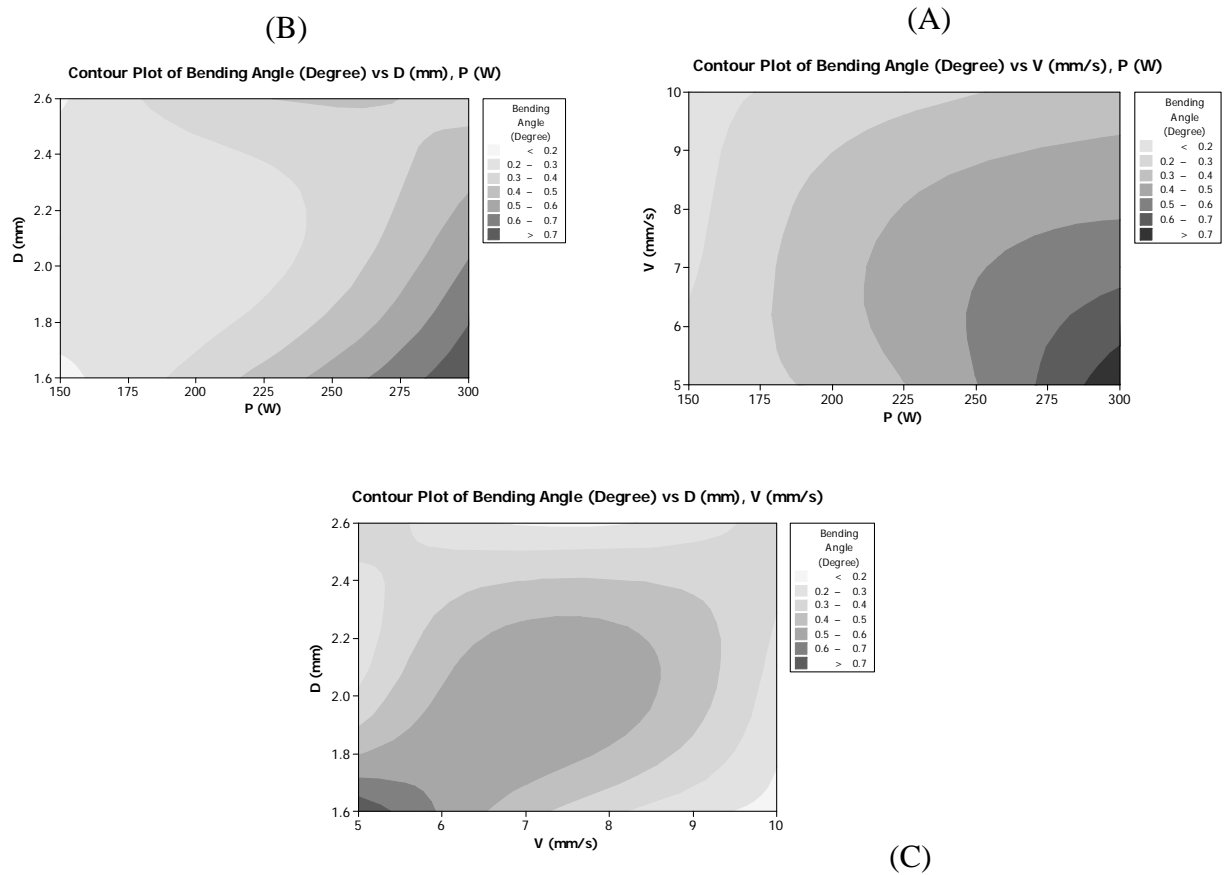 (B)
Contour Plot of Bending Angle (Degree) vs D (mm), P (W)
2.6
2.4
2.2
2.0
1.8
1.6
D (mm)
150 175 200 225 250 275 300
P (W)
Bending
Angle
(Degree)
< 0.2
0.2 – 0.3
0.3 – 0.4
0.4 – 0.5
0.5 – 0.6
0.6 – 0.7
> 0.7
(A)
Contour Plot of Bending Angle (Degree) vs V (mm/s), P (W)
10
9
8
7
6
5
V (mm/s)
150 175 200 225 250 275 300
P (W)
Bending
Angle
(Degree)
< 0.2
0.2 – 0.3
0.3 – 0.4
0.4 – 0.5
0.5 – 0.6
0.6 – 0.7
> 0.7
Contour Plot of Bending Angle (Degree) vs D (mm), V (mm/s)
2.6
2.4
2.2
2.0
1.8
1.6
D (mm)
5 6 7 8 9 10
V (mm/s)
Bending
Angle
(Degree)
< 0.2
0.2 – 0.3
0.3 – 0.4
0.4 – 0.5
0.5 – 0.6
0.6 – 0.7
> 0.7
(C)